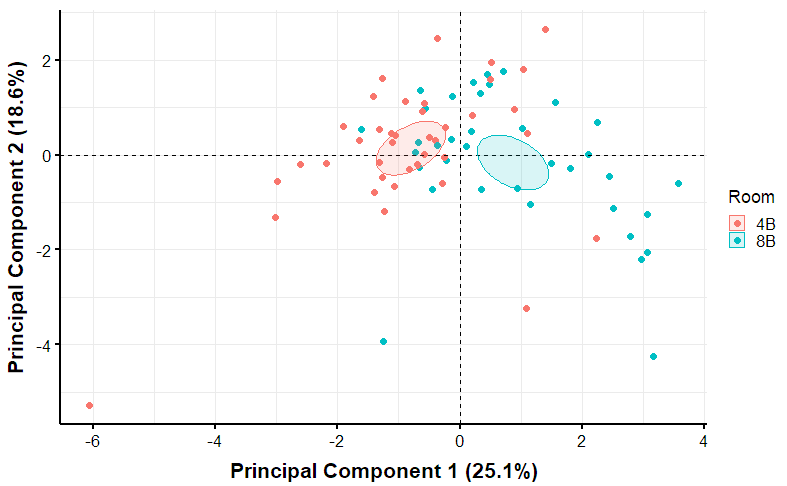 Principal Component 2 (18.6%)
2
0
-2
-4
-6
-4
-2
0
2
4
Principal Component 1 (25.1%)
Room
4B
8B